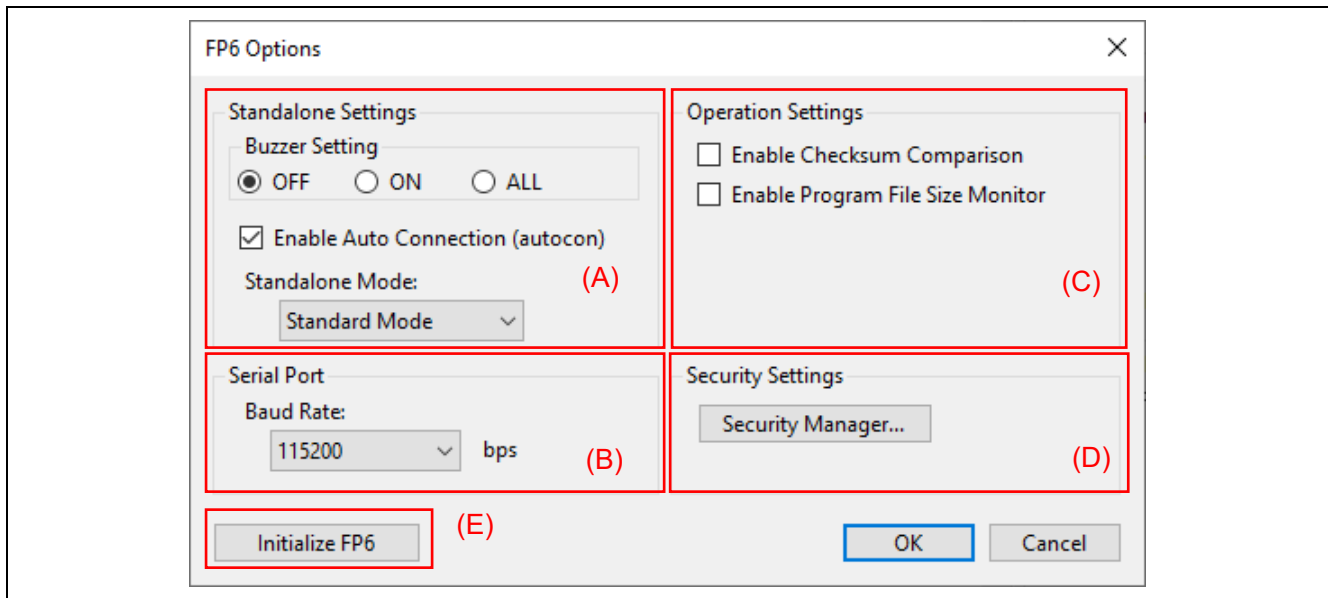 FP6 Options
Standalone Settings
Buzzer Setting
OFF ON ALL
Enable Auto Connection (autocon)
Standalone Mode:
Standard Mode
(A)
Operation Settings
Enable Checksum Comparison
Enable Program File Size Monitor
(C)
Serial Port
Baud Rate:
115200 bps
(B)
Security Settings
Security Manager...
(D)
Initialize FP6
(E)
OK Cancel